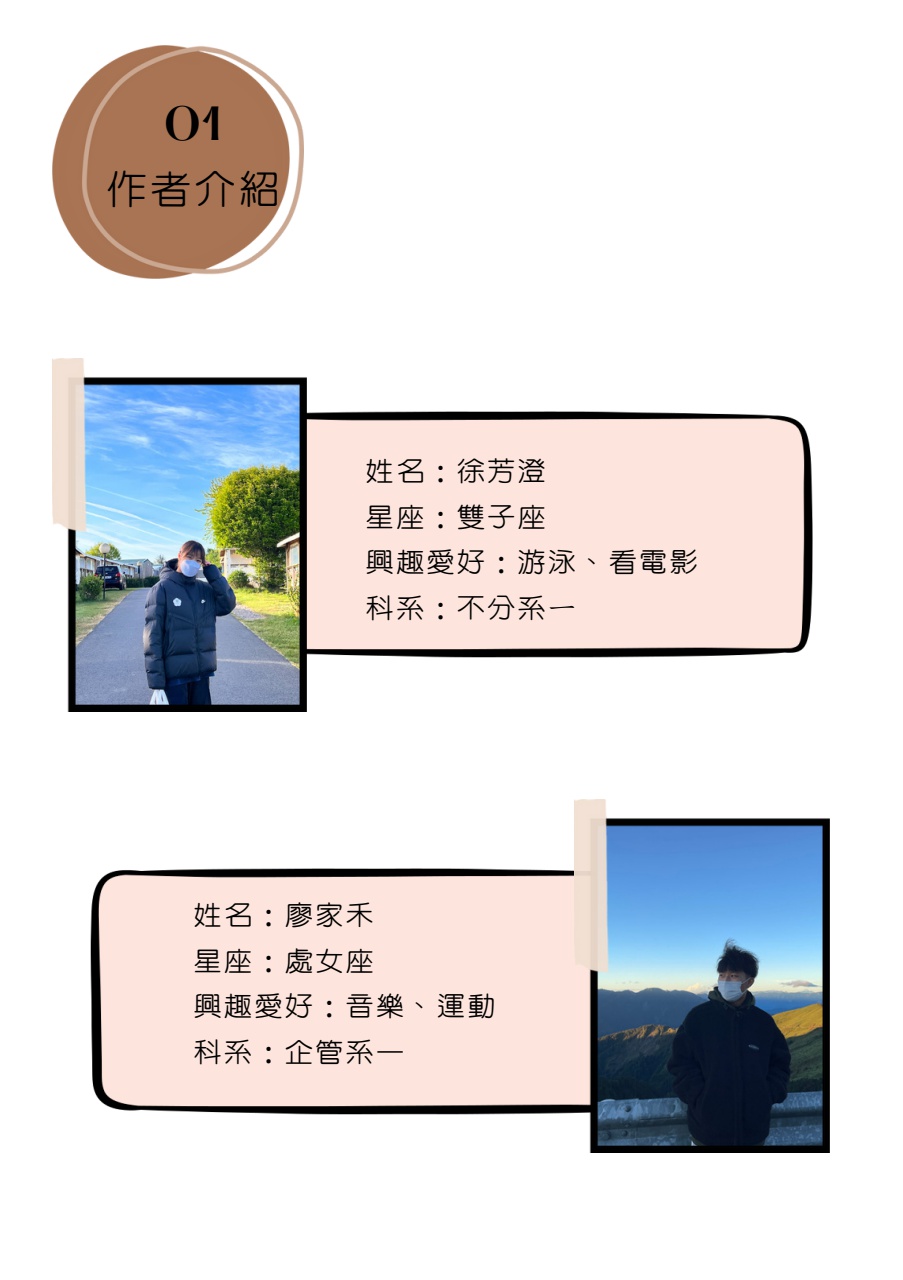 01
作者介紹
姓名：徐芳澄
星座：雙子座
興趣愛好：游泳、看電影
科系：不分系一
姓名：廖家禾
星座：處女座
興趣愛好：音樂、運動
科系：企管系一